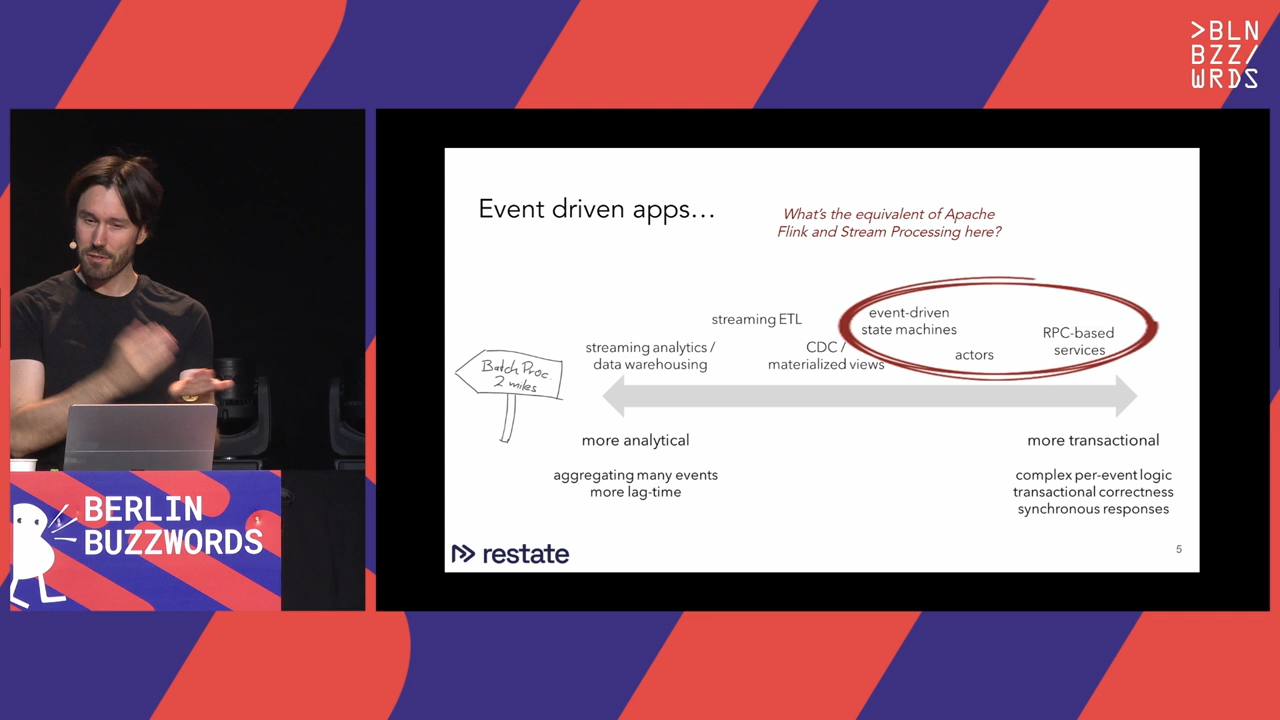 >BLN
BZZ/
WRDS
Event driven apps…
What's the equivalent of Apache
Flink and Stream Processing here?
streaming ETL
event-driven
state machines
RPC-based
services
streaming analytics /
data warehousing
CDC /
materialized views
actors
Batch Proc.
2 miles
more analytical
more transactional
aggregating many events
more lag-time
complex per-event logic
transactional correctness
synchronous responses
restate
5
BERLIN
BUZZWORDS